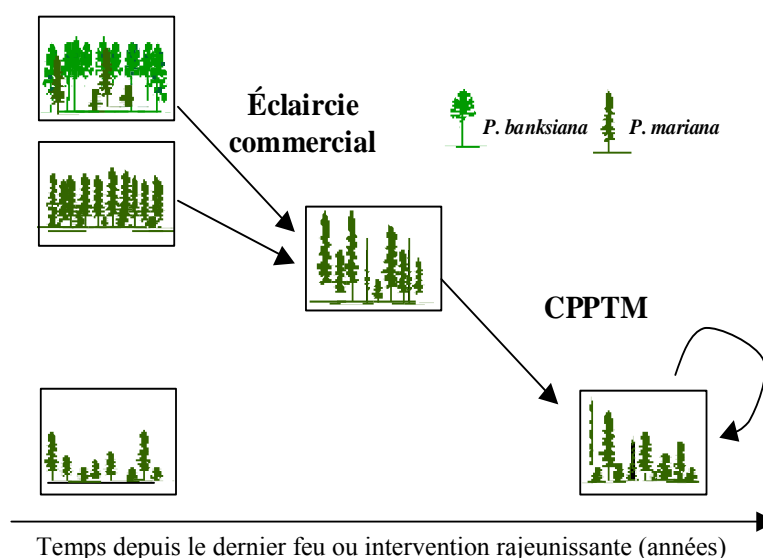 Éclaircie
commercial
P. banksiana
P. mariana
CPPTM
Temps depuis le dernier feu ou intervention rajeunissante (années)